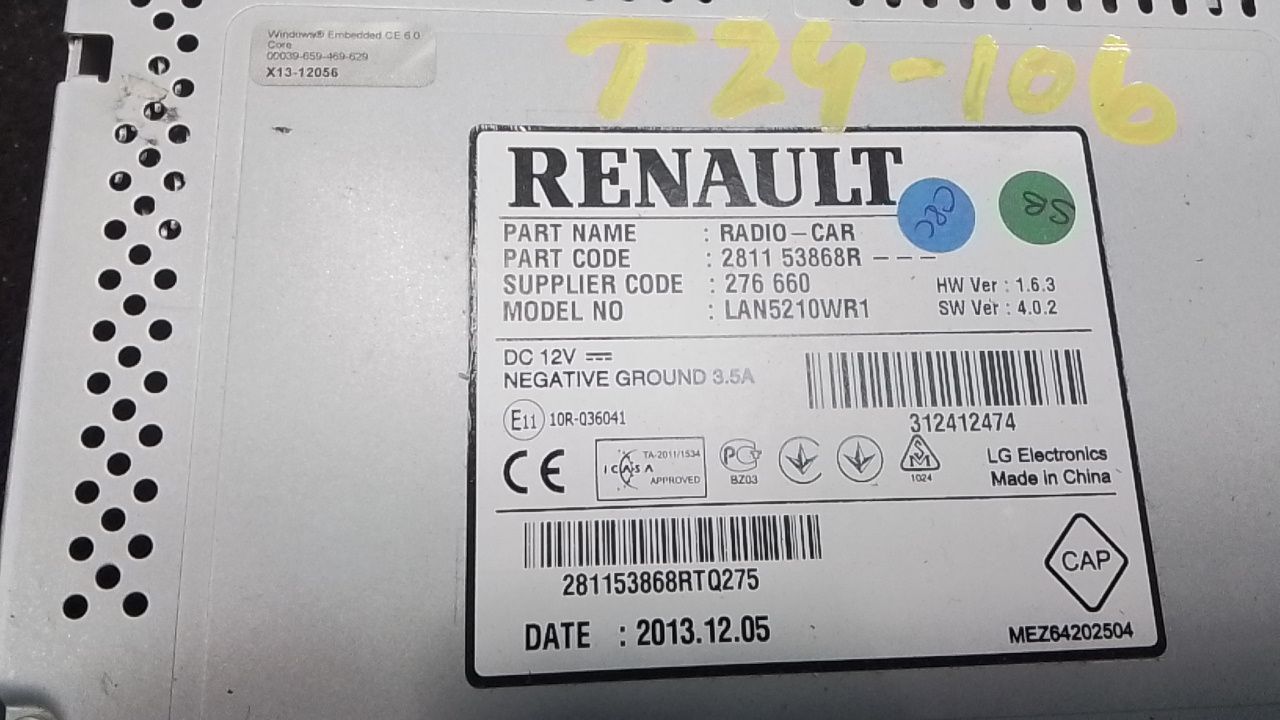 Windows® Embedded CE 6.0
Core
00039-659-469-629
X13-12056
T24-106
RENAULT
PART NAME : RADIO-CAR
PART CODE : 2811 53868R ---
SUPPLIER CODE : 276 660
MODEL NO : LAN5210WR1
HW Ver : 1.6.3
SW Ver : 4.0.2
DC 12V
NEGATIVE GROUND 3.5A
312412474
E11 10R-036041
CE
ICASA
TA-2011/1534
APPROVED
BZ03
1024
LG Electronics
Made in China
281153868RTQ275
CAP
DATE : 2013.12.05
MEZ64202504